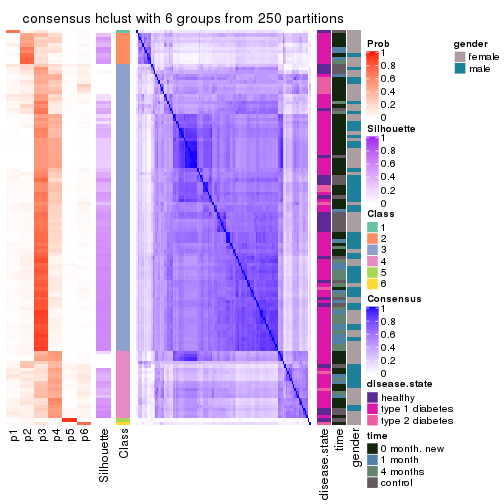 consensus hclust with 6 groups from 250 partitions
p1
p2
p3
p4
p5
p6
Silhouette
Class
disease.state
time
gender
Prob
1
0.8
0.6
0.4
0.2
0
Silhouette
1
0.8
0.6
0.4
0.2
0
Class
1
2
3
4
5
6
Consensus
1
0.8
0.6
0.4
0.2
0
disease.state
healthy
type 1 diabetes
type 2 diabetes
time
0 month. new
1 month
4 months
control
gender
female
male